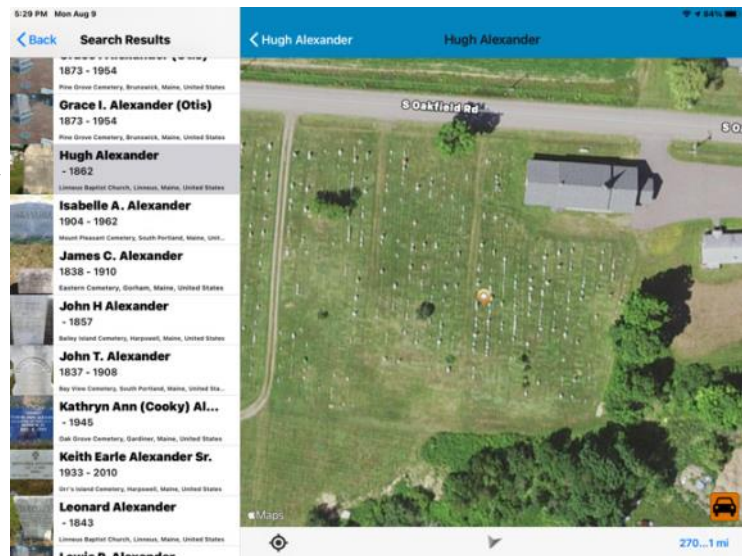 5:29 PM Mon Aug 9
84%
Back
Search Results
1873 - 1954
Pine Grove Cemetery, Brunswick, Maine, United States
Grace I. Alexander (Otis)
1873 - 1954
Pine Grove Cemetery, Brunswick, Maine, United States
Hugh Alexander
- 1862
Linneus Baptist Church, Linneus, Maine, United States
Isabelle A. Alexander
1904 - 1962
Mount Pleasant Cemetery, South Portland, Maine, Unit...
James C. Alexander
1838 - 1910
Eastern Cemetery, Gorham, Maine, United States
John H Alexander
- 1857
Bailey Island Cemetery, Harpswell, Maine, United States
John T. Alexander
1837 - 1908
Bay View Cemetery, South Portland, Maine, United Sta...
Kathryn Ann (Cooky) Al...
- 1945
Oak Grove Cemetery, Gardiner, Maine, United States
Keith Earle Alexander Sr.
1933 - 2010
Orr's Island Cemetery, Harpswell, Maine, United States
Leonard Alexander
- 1843
Linneus Baptist Church, Linneus, Maine, United States
Hugh Alexander
Hugh Alexander
S Oakfield Rd
S O
Maps
270...1 mi